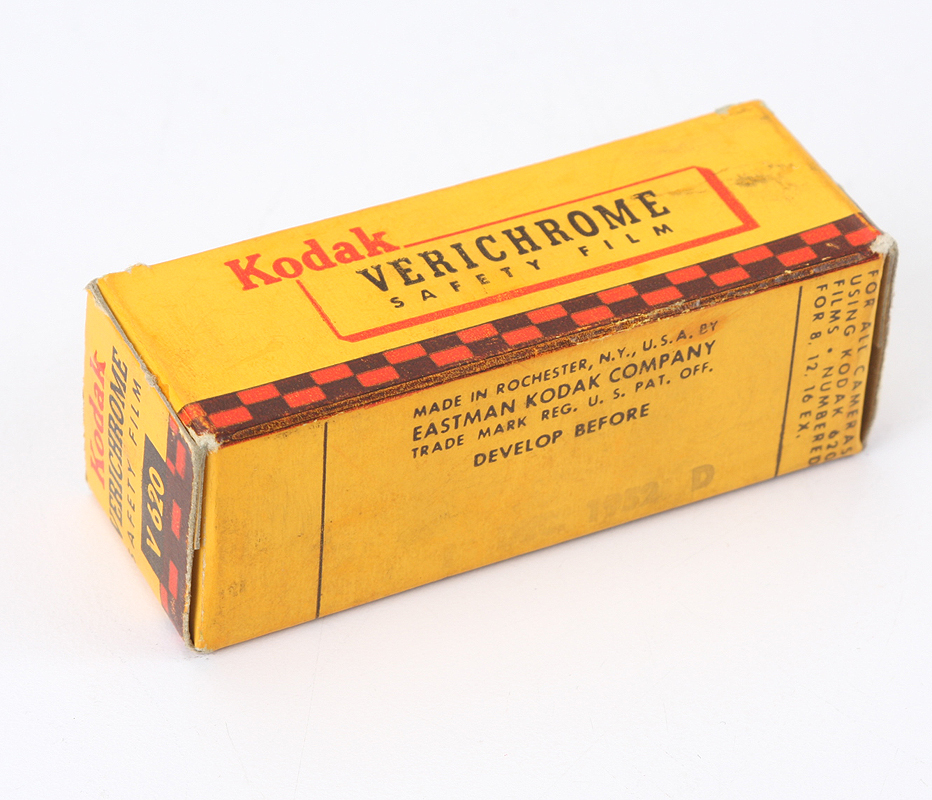 Kodak
VERICHROME
SAFETY FILM
MADE IN ROCHESTER, N.Y., U.S.A. BY
EASTMAN KODAK COMPANY
TRADE MARK REG. U. S. PAT. OFF.
DEVELOP BEFORE
1952 D
FOR ALL CAMERAS
USING KODAK 620
FILMS • NUMBERED
FOR 8, 12, 16 EX.
Kodak
VERICHROME
SAFETY FILM
V 620